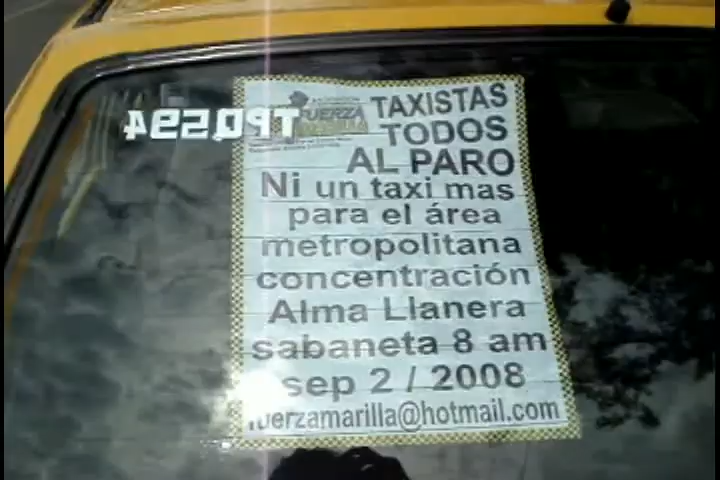 TPQ594
FUERZA
TAXISTAS
TODOS
AL PARO
Ni un taxi mas
para el área
metropolitana
concentración
Alma Llanera
sabaneta 8 am
sep 2 / 2008
fuerzamarilla@hotmail.com